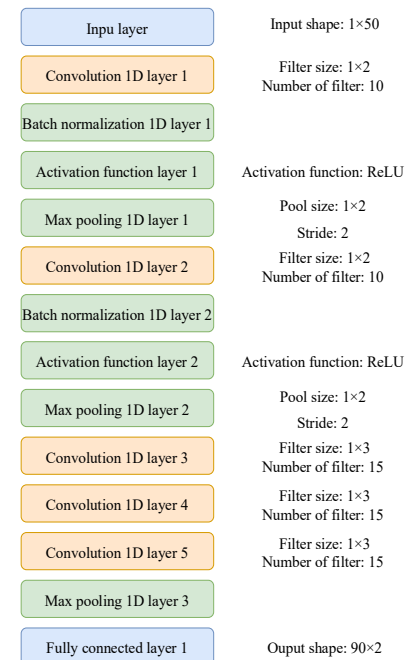 Inpu layer
Input shape: 1×50
Convolution 1D layer 1
Filter size: 1×2
Number of filter: 10
Batch normalization 1D layer 1
Activation function layer 1
Activation function: ReLU
Max pooling 1D layer 1
Pool size: 1×2
Stride: 2
Convolution 1D layer 2
Filter size: 1×2
Number of filter: 10
Batch normalization 1D layer 2
Activation function layer 2
Activation function: ReLU
Max pooling 1D layer 2
Pool size: 1×2
Stride: 2
Convolution 1D layer 3
Filter size: 1×3
Number of filter: 15
Convolution 1D layer 4
Filter size: 1×3
Number of filter: 15
Convolution 1D layer 5
Filter size: 1×3
Number of filter: 15
Max pooling 1D layer 3
Fully connected layer 1
Ouput shape: 90×2